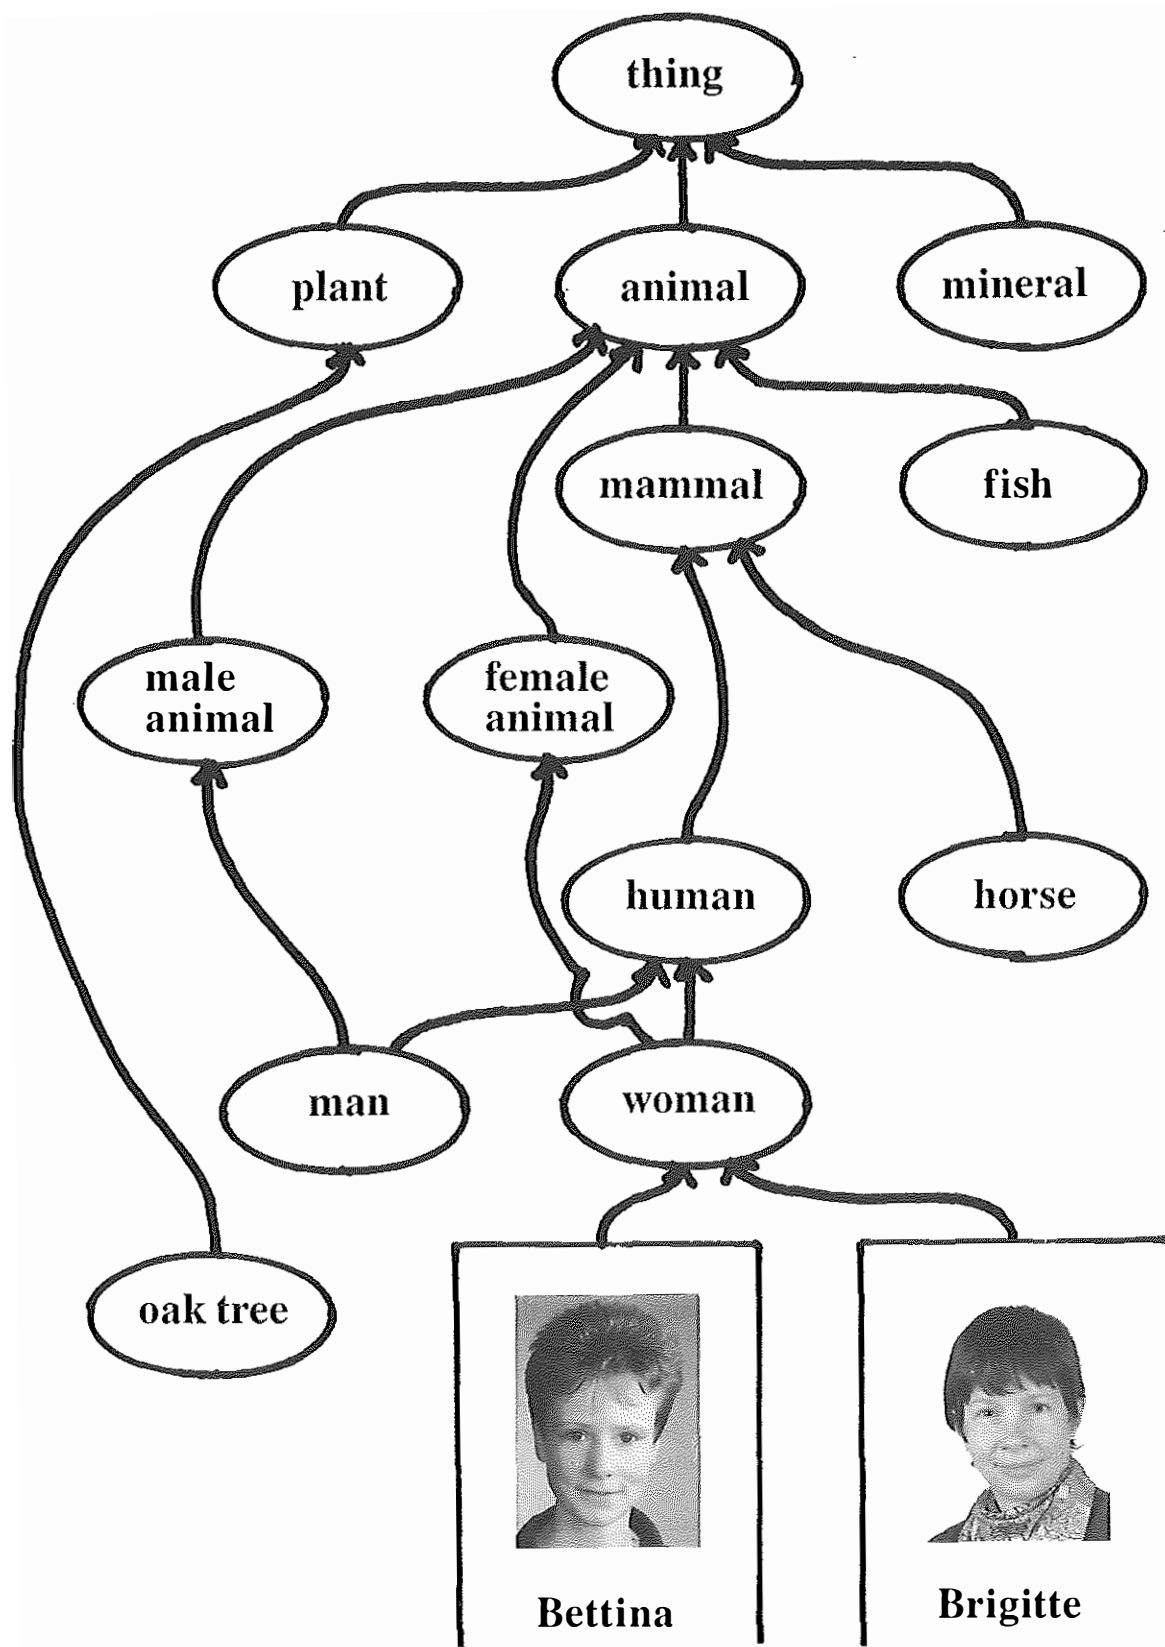 thing
plant
animal
mineral
mammal
fish
male
animal
female
animal
human
horse
man
woman
oak tree
Bettina
Brigitte